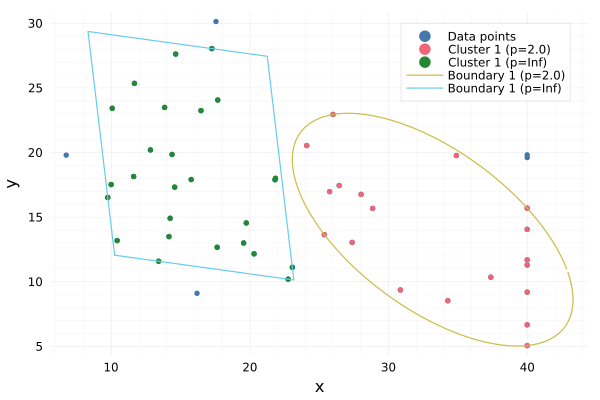 30
25
20
15
10
5
y
10
20
30
40
x
Data points
Cluster 1 (p=2.0)
Cluster 1 (p=Inf)
Boundary 1 (p=2.0)
Boundary 1 (p=Inf)